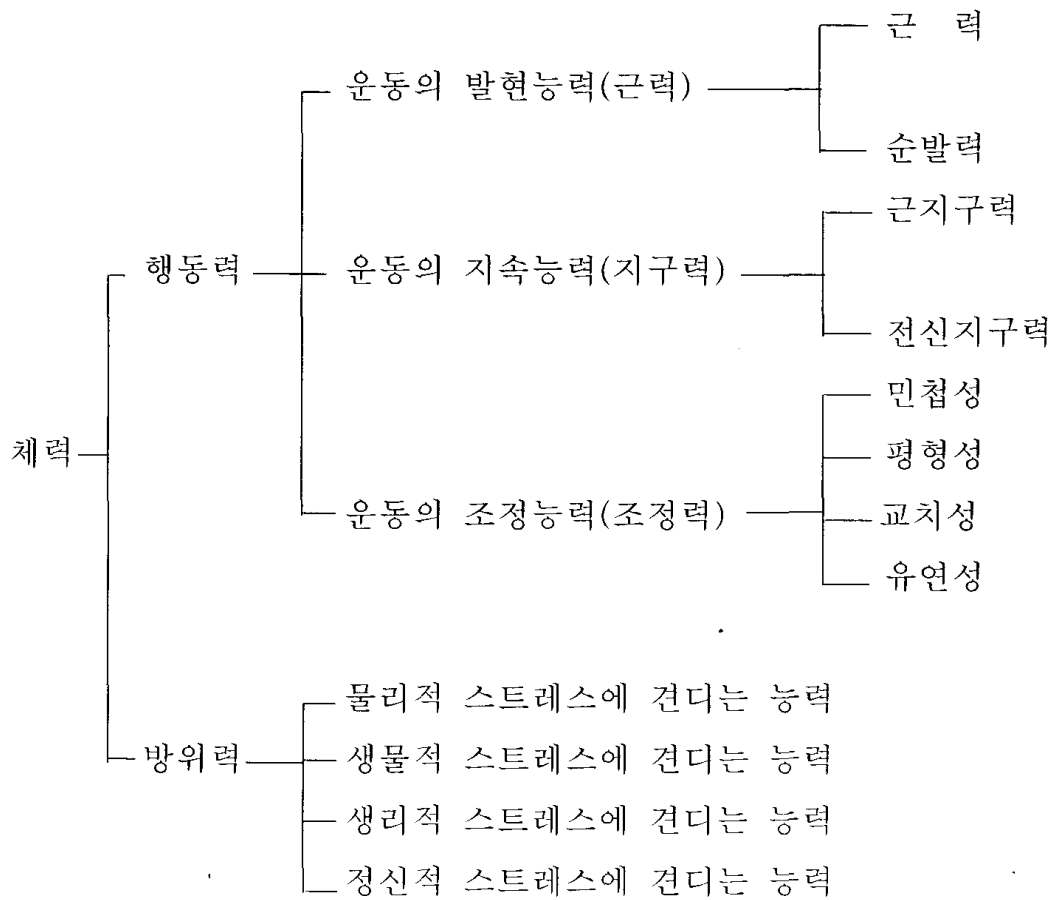 근 력
운동의 발현능력(근력)
순발력
근지구력
행동력
운동의 지속능력(지구력)
전신지구력
민첩성
체력
평형성
운동의 조정능력(조정력)
교치성
유연성
물리적 스트레스에 견디는 능력
방위력
생물적 스트레스에 견디는 능력
생리적 스트레스에 견디는 능력
정신적 스트레스에 견디는 능력